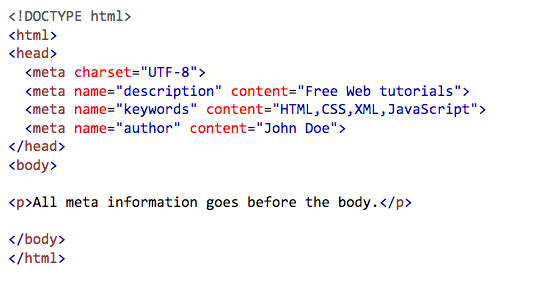 <!DOCTYPE html>
<html>
<head>
  <meta charset="UTF-8">
  <meta name="description" content="Free Web tutorials">
  <meta name="keywords" content="HTML,CSS,XML,JavaScript">
  <meta name="author" content="John Doe">
</head>
<body>

<p>All meta information goes before the body.</p>

</body>
</html>